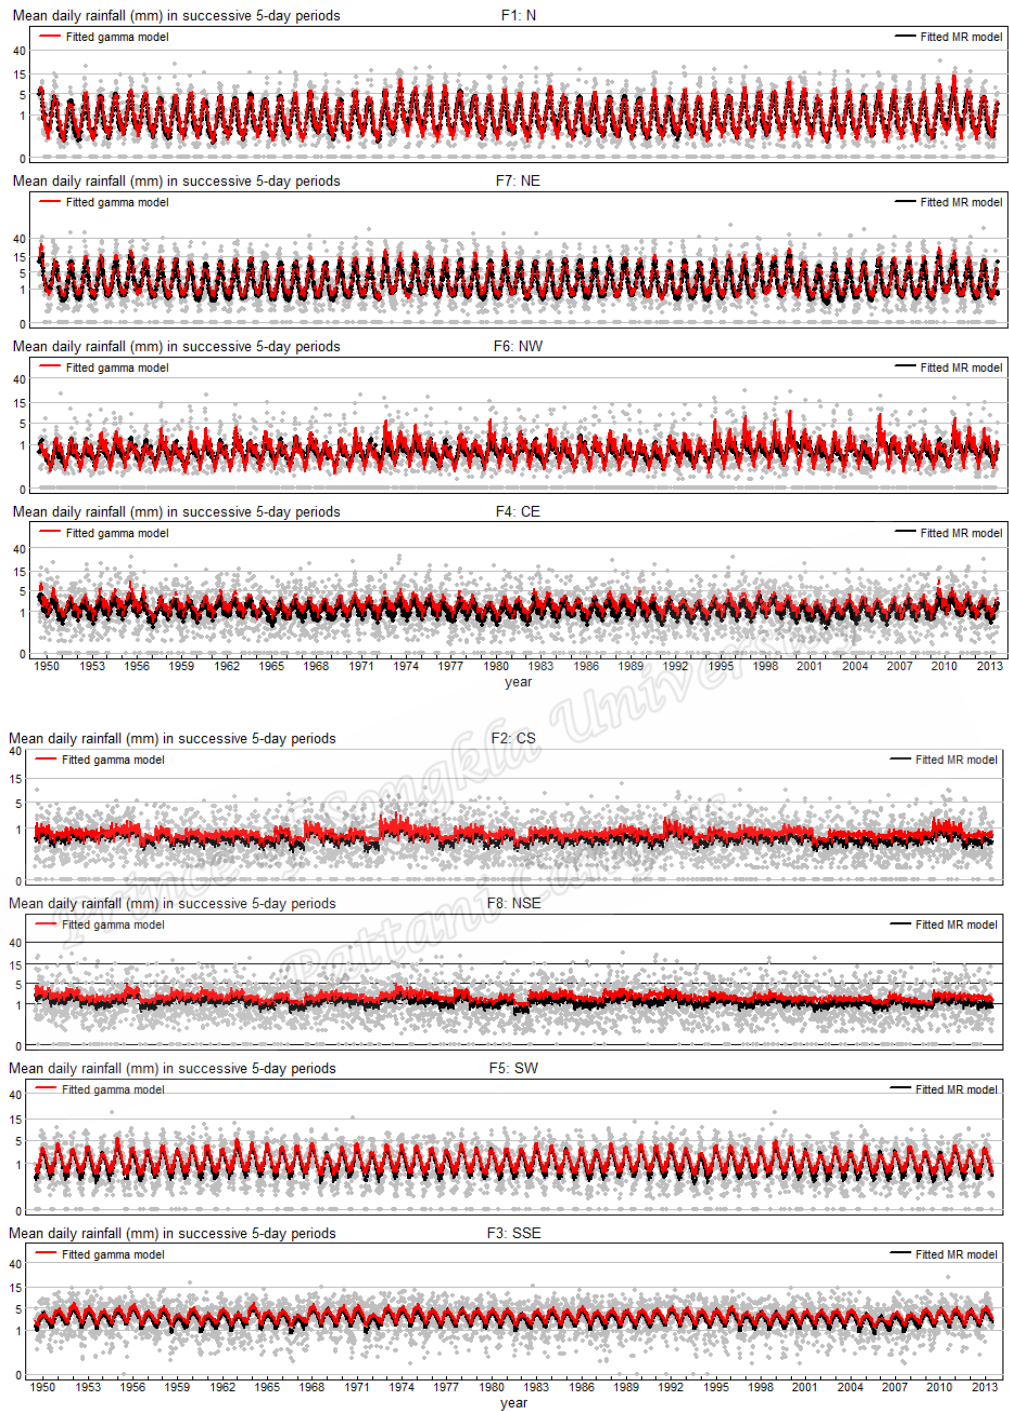 Mean daily rainfall (mm) in successive 5-day periods F1: N
Fitted gamma model Fitted MR model
40
15
5
1
0
Mean daily rainfall (mm) in successive 5-day periods F7: NE
Fitted gamma model Fitted MR model
40
15
5
1
0
Mean daily rainfall (mm) in successive 5-day periods F6: NW
Fitted gamma model Fitted MR model
40
15
5
1
0
Mean daily rainfall (mm) in successive 5-day periods F4: CE
Fitted gamma model Fitted MR model
40
15
5
1
0
1950 1953 1956 1959 1962 1965 1968 1971 1974 1977 1980 1983 1986 1989 1992 1995 1998 2001 2004 2007 2010 2013
year
Prince of Songkla University
Pattani Campus
Mean daily rainfall (mm) in successive 5-day periods F2: CS
40
Fitted gamma model Fitted MR model
15
5
1
0
Mean daily rainfall (mm) in successive 5-day periods F8: NSE
Fitted gamma model Fitted MR model
40
15
5
1
0
Mean daily rainfall (mm) in successive 5-day periods F5: SW
Fitted gamma model Fitted MR model
40
15
5
1
0
Mean daily rainfall (mm) in successive 5-day periods F3: SSE
Fitted gamma model Fitted MR model
40
15
5
1
0
1950 1953 1956 1959 1962 1965 1968 1971 1974 1977 1980 1983 1986 1989 1992 1995 1998 2001 2004 2007 2010 2013
year